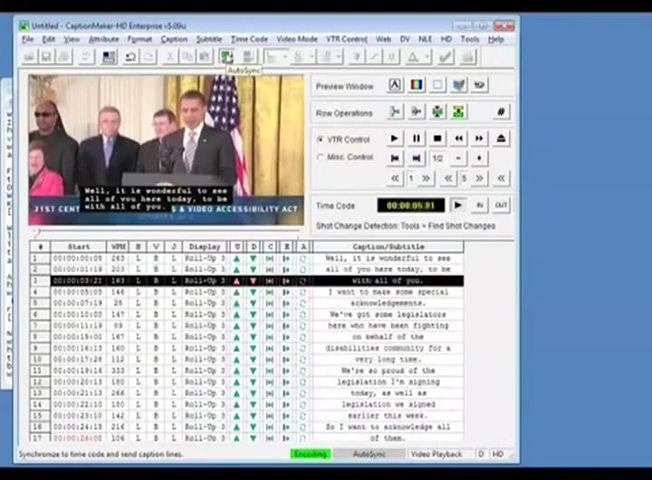 Untitled - CaptionMaker-HD Enterprise v5.09u
File Edit View Attribute Format Caption Subtitle Time Code Video Mode VTR Control Web DV NLE HD Tools Help
AutoSync
Well, it is wonderful to see
all of you here today, to be
with all of you.
21ST CENT
& VIDEO ACCESSIBILITY ACT
Preview Window
Row Operations
VTR Control
Misc. Control
1/2
1
5
Time Code
00:00:05:01
IN
OUT
Shot Change Detection: Tools > Find Shot Changes
# Start WPM H V J Display U D C E A Caption/Subtitle
1 00:00:00:08 263 L B L Roll-Up 3 Well, it is wonderful to see
2 00:00:01:18 203 L B L Roll-Up 3 all of you here today, to be
3 00:00:03:21 163 L B L Roll-Up 3 with all of you.
4 00:00:05:05 146 L B L Roll-Up 3 I want to make some special
5 00:00:07:19 28 L B L Roll-Up 3 acknowledgements.
6 00:00:10:00 147 L B L Roll-Up 3 We've got some legislators
7 00:00:11:19 89 L B L Roll-Up 3 here who have been fighting
8 00:00:15:00 167 L B L Roll-Up 3 on behalf of the
9 00:00:16:13 160 L B L Roll-Up 3 disabilities community for a
10 00:00:17:28 112 L B L Roll-Up 3 very long time.
11 00:00:19:15 333 L B L Roll-Up 3 We're so proud of the
12 00:00:20:13 180 L B L Roll-Up 3 legislation I'm signing
13 00:00:21:13 266 L B L Roll-Up 3 today, as well as
14 00:00:22:10 180 L B L Roll-Up 3 legislation we signed
15 00:00:23:10 142 L B L Roll-Up 3 earlier this week.
16 00:00:24:18 216 L B L Roll-Up 3 So I want to acknowledge all
17 00:00:26:08 106 L B L Roll-Up 3 of them.
Synchronize to time code and send caption lines.
Encoding
AutoSync
Video Playback
D
HD